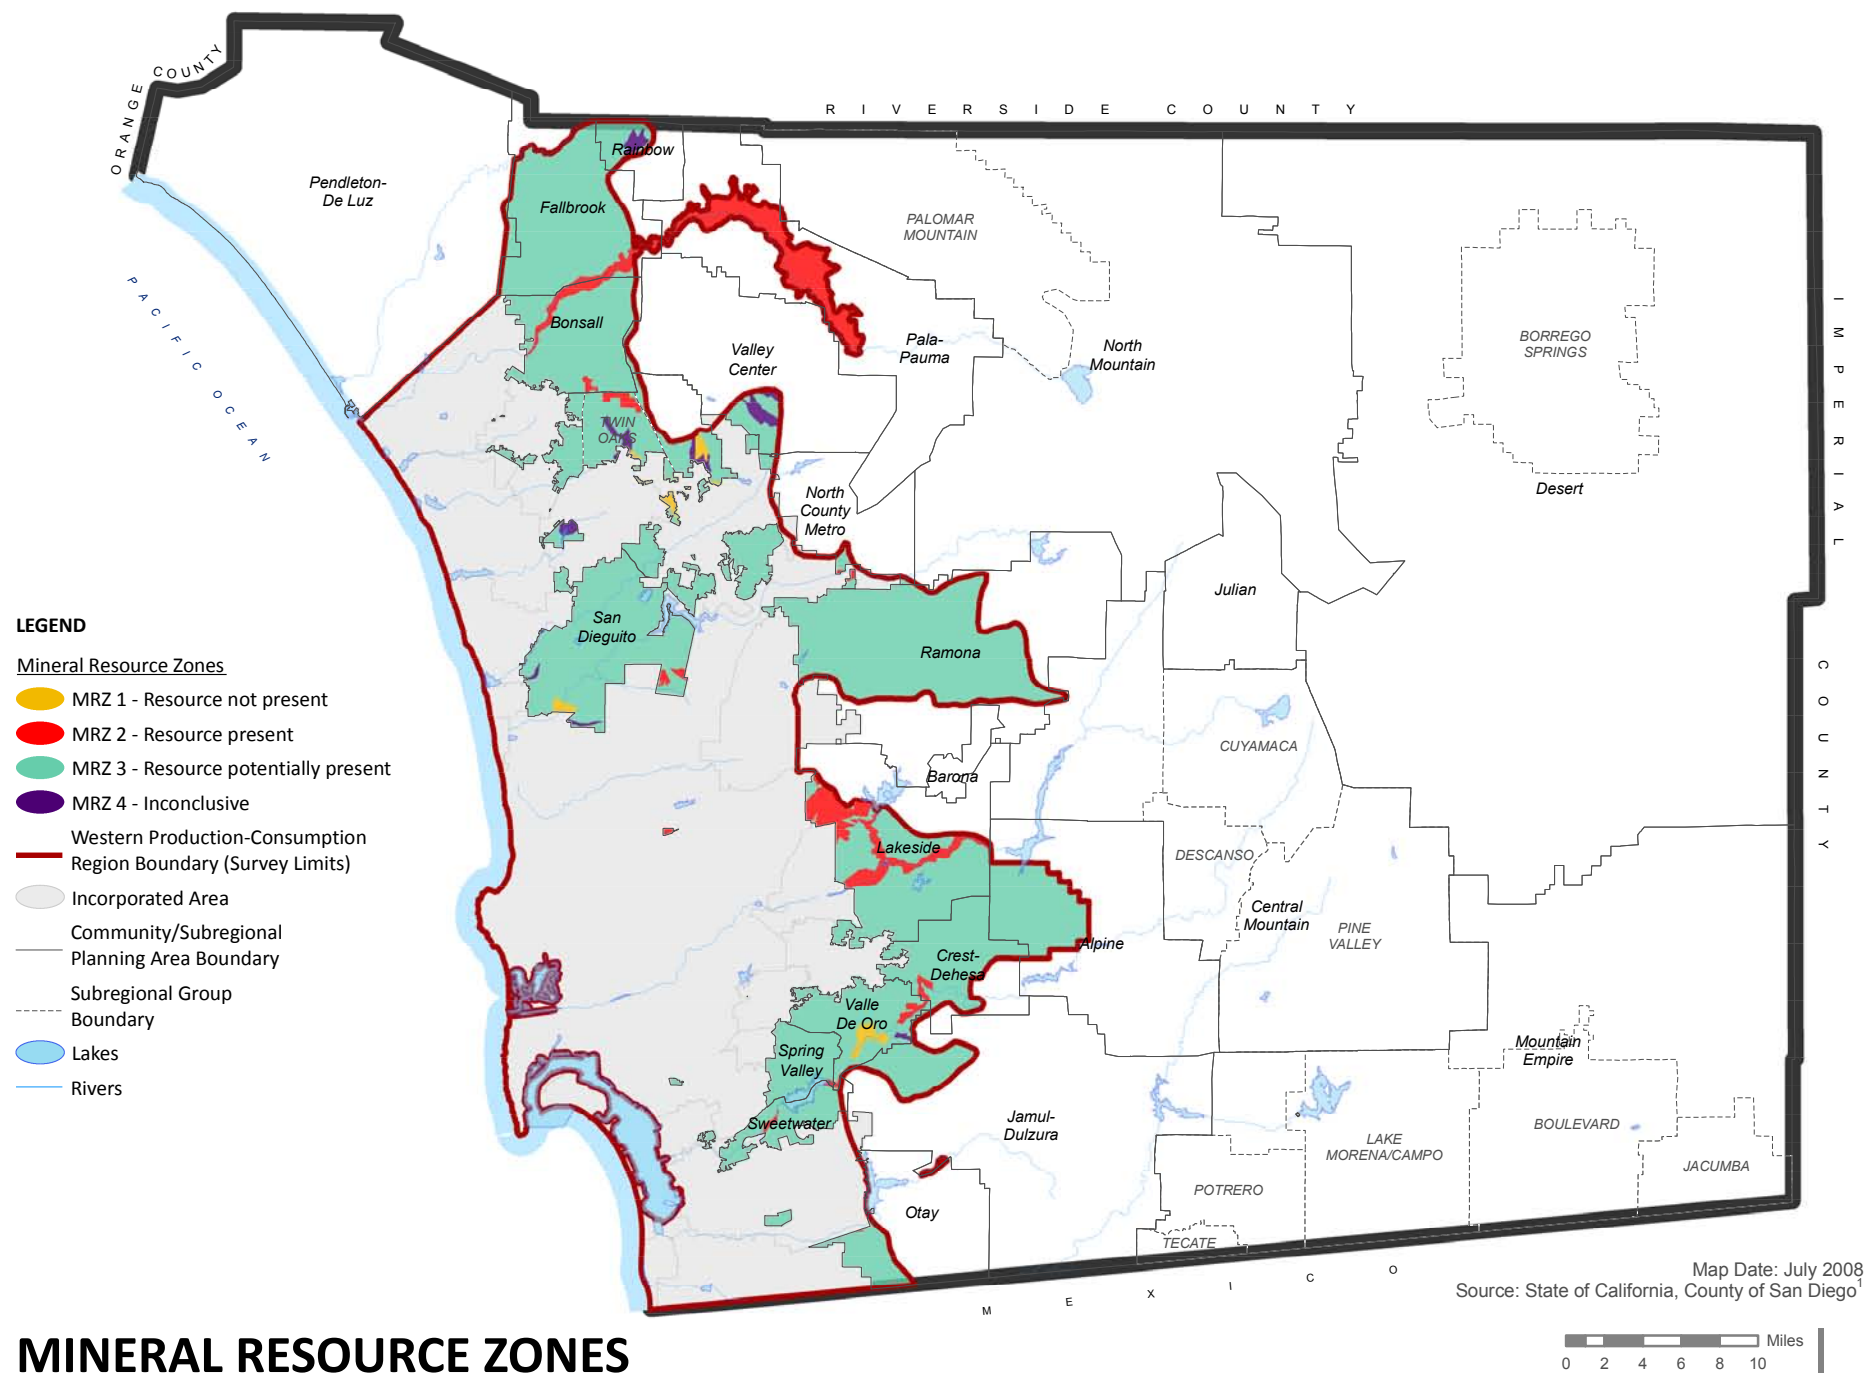 ORANGE COUNTY
RIVERSIDE COUNTY
IMPERIAL COUNTY
MEXICO
PACIFIC OCEAN
Pendleton-
De Luz
Rainbow
Fallbrook
Bonsall
TWIN
OAKS
Valley
Center
Pala-
Pauma
PALOMAR
MOUNTAIN
North
Mountain
BORREGO
SPRINGS
Desert
North
County
Metro
San
Dieguito
Ramona
Julian
CUYAMACA
Barona
Lakeside
DESCANSO
Central
Mountain
PINE
VALLEY
Alpine
Crest-
Dehesa
Valle
De Oro
Spring
Valley
Sweetwater
Jamul-
Dulzura
Otay
Mountain
Empire
BOULEVARD
LAKE
MORENA/CAMPO
JACUMBA
POTRERO
TECATE
LEGEND
Mineral Resource Zones
MRZ 1 - Resource not present
MRZ 2 - Resource present
MRZ 3 - Resource potentially present
MRZ 4 - Inconclusive
Western Production-Consumption
Region Boundary (Survey Limits)
Incorporated Area
Community/Subregional
Planning Area Boundary
Subregional Group
Boundary
Lakes
Rivers
Map Date: July 2008
Source: State of California, County of San Diego1
Miles
0 2 4 6 8 10
MINERAL RESOURCE ZONES